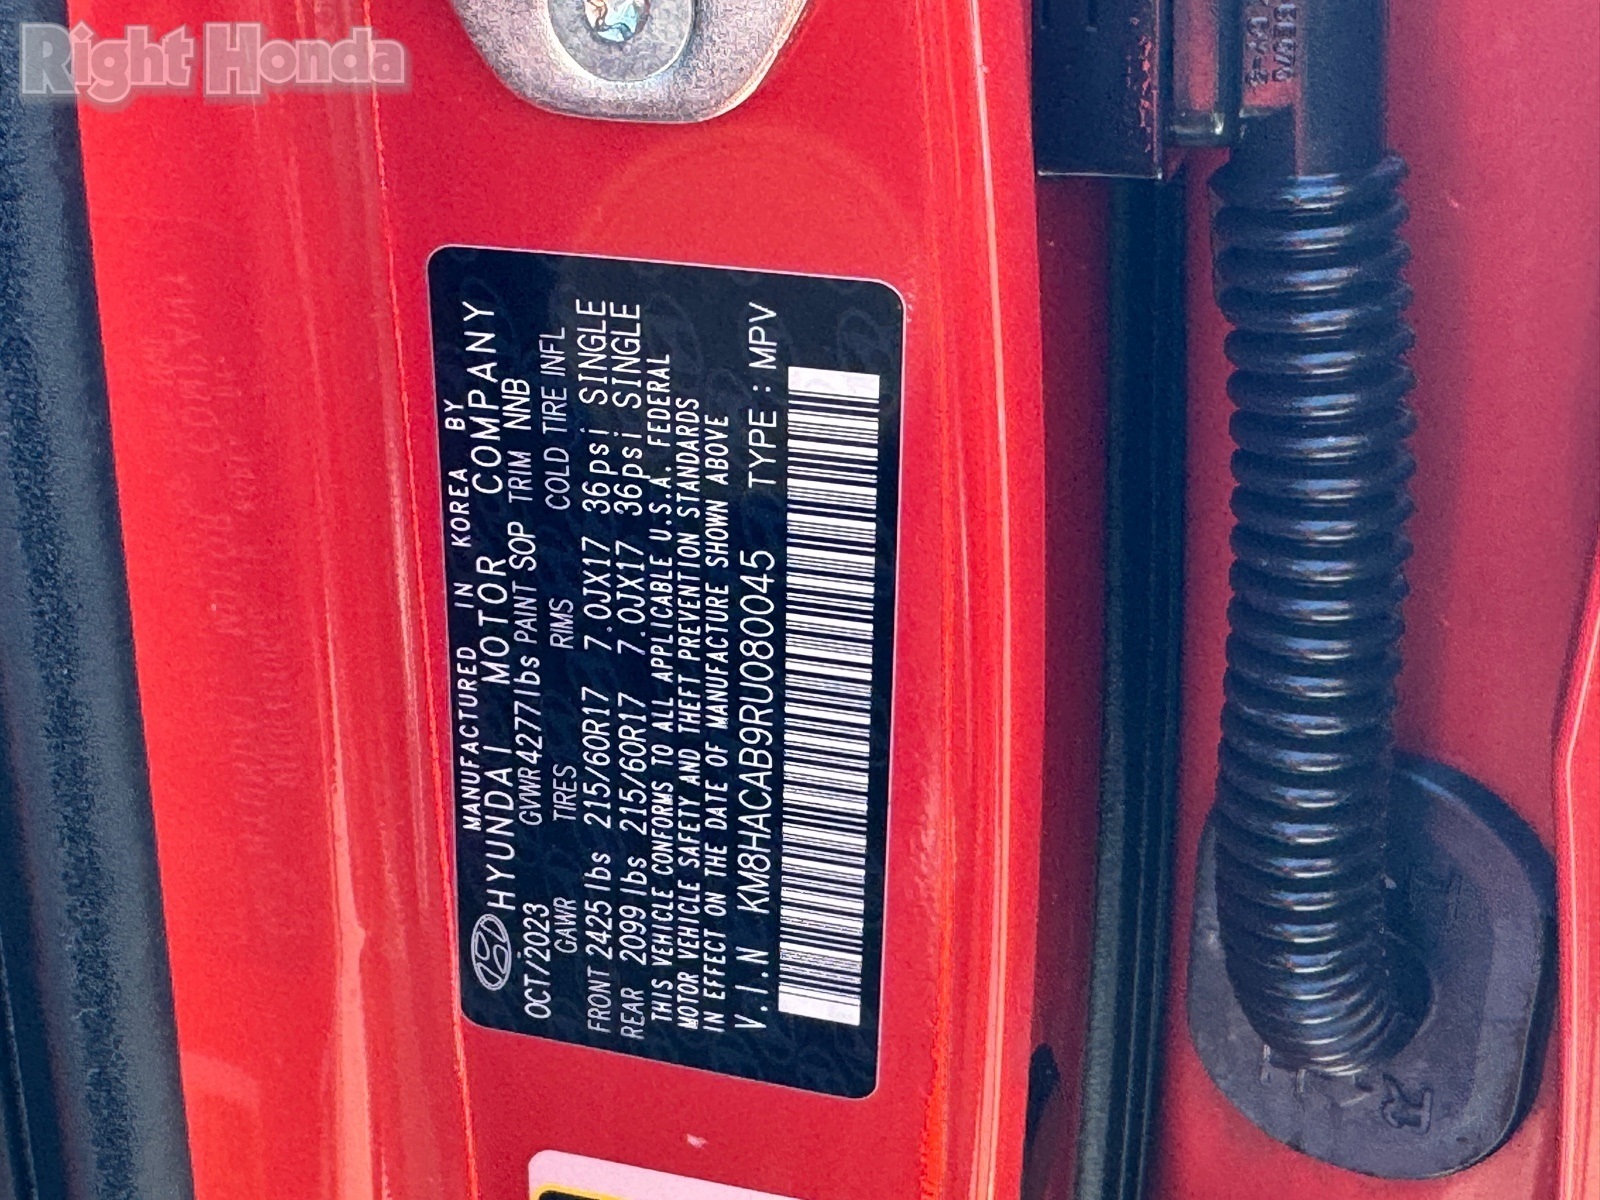 Right Honda
MANUFACTURED IN KOREA BY
HYUNDAI MOTOR COMPANY
OCT/2023 GVWR4277lbs PAINT SOP TRIM NNB
GAWR TIRES RIMS COLD TIRE INFL
FRONT 2425lbs 215/60R17 7.0JX17 36psi SINGLE
REAR 2099lbs 215/60R17 7.0JX17 36psi SINGLE
THIS VEHICLE CONFORMS TO ALL APPLICABLE U.S.A. FEDERAL
MOTOR VEHICLE SAFETY AND THEFT PREVENTION STANDARDS
IN EFFECT ON THE DATE OF MANUFACTURE SHOWN ABOVE
V.I.N KM8HACAB9RU080045 TYPE : MPV